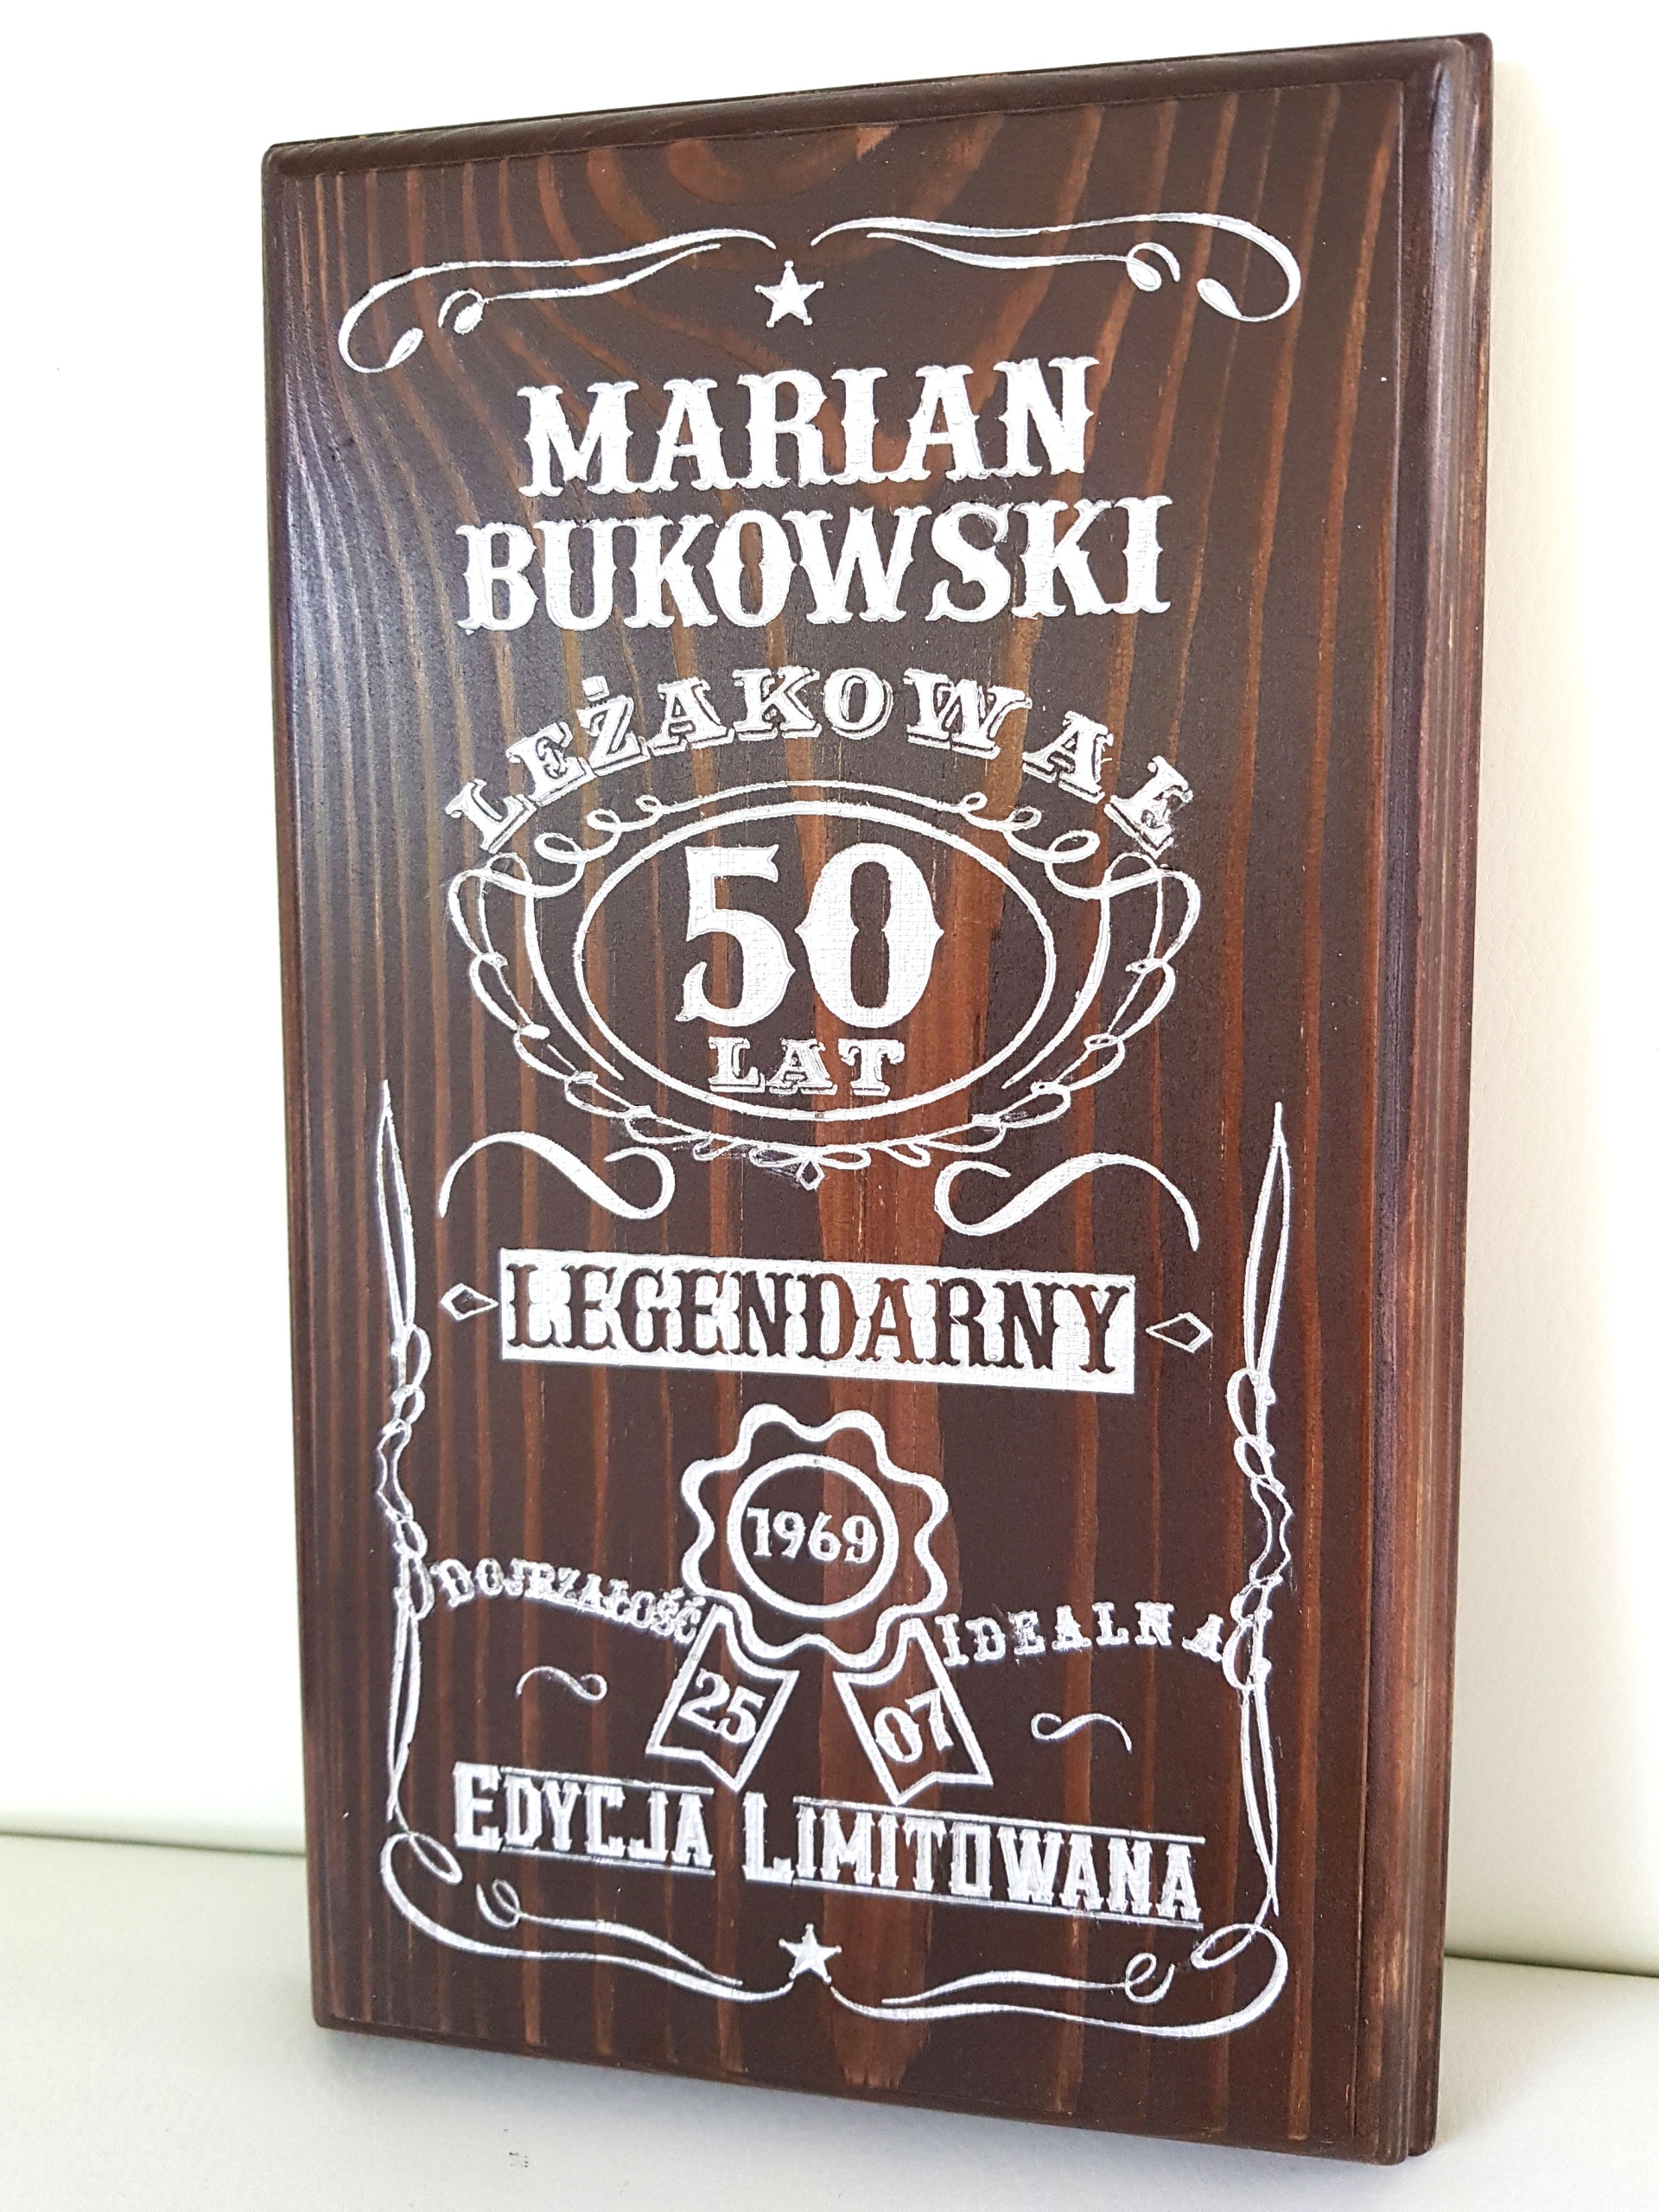 MARIAN
BUKOWSKI
LEŻAKOWAŁ
50
LAT
LEGENDARNY
1969
DOJRZAŁOŚĆ IDEALNA
25 07
EDYCJA LIMITOWANA